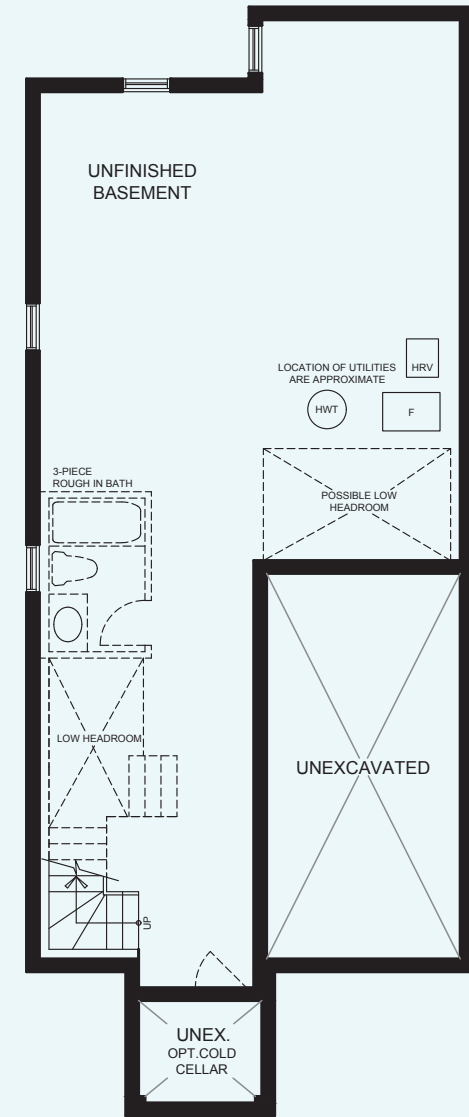 UNFINISHED
BASEMENT
LOCATION OF UTILITIES
ARE APPROXIMATE
HRV
HWT
F
3-PIECE
ROUGH IN BATH
POSSIBLE LOW
HEADROOM
LOW HEADROOM
UNEXCAVATED
UP
UNEX.
OPT.COLD
CELLAR